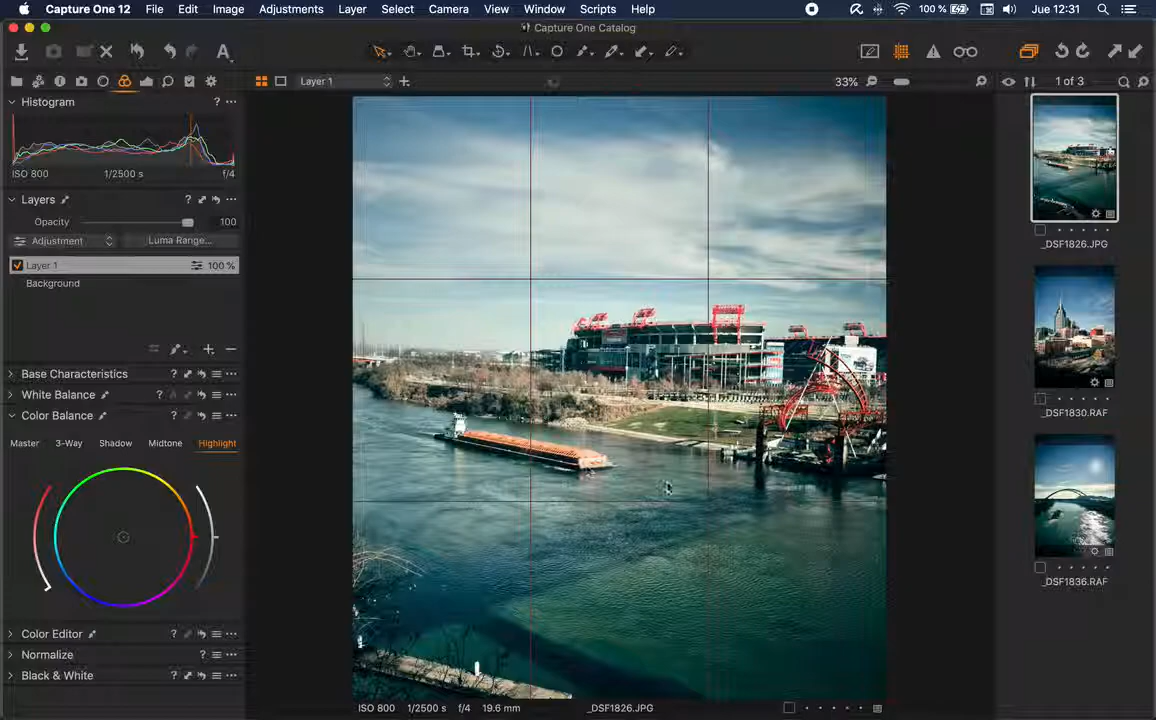 Capture One 12 File Edit Image Adjustments Layer Select Camera View Window Scripts Help 100 % Jue 12:31
Capture One Catalog
Layer 1 33% 1 of 3
Histogram
ISO 800 1/2500 s f/4
Layers
Opacity 100
Adjustment Luma Range...
Layer 1 100 %
Background
Base Characteristics
White Balance
Color Balance
Master 3-Way Shadow Midtone Highlight
Color Editor
Normalize
Black & White
ISO 800 1/2500 s f/4 19.6 mm _DSF1826.JPG
_DSF1826.JPG
_DSF1830.RAF
_DSF1836.RAF